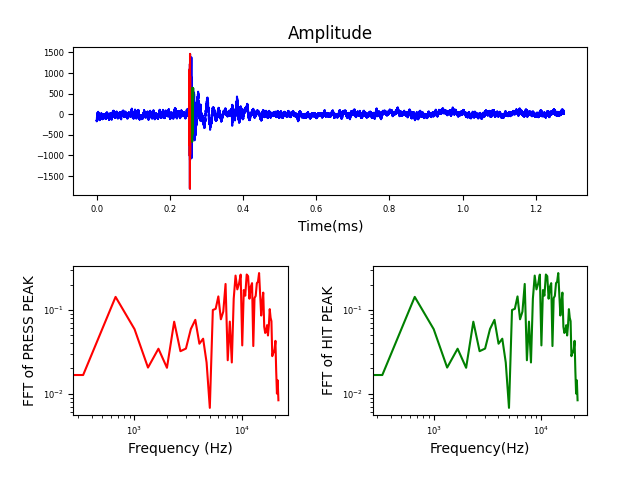 Amplitude
1500
1000
500
0
−500
−1000
−1500
0.0 0.2 0.4 0.6 0.8 1.0 1.2
Time(ms)
FFT of PRESS PEAK
10⁻¹
10⁻²
10³ 10⁴
Frequency (Hz)
FFT of HIT PEAK
10⁻¹
10⁻²
10³ 10⁴
Frequency(Hz)